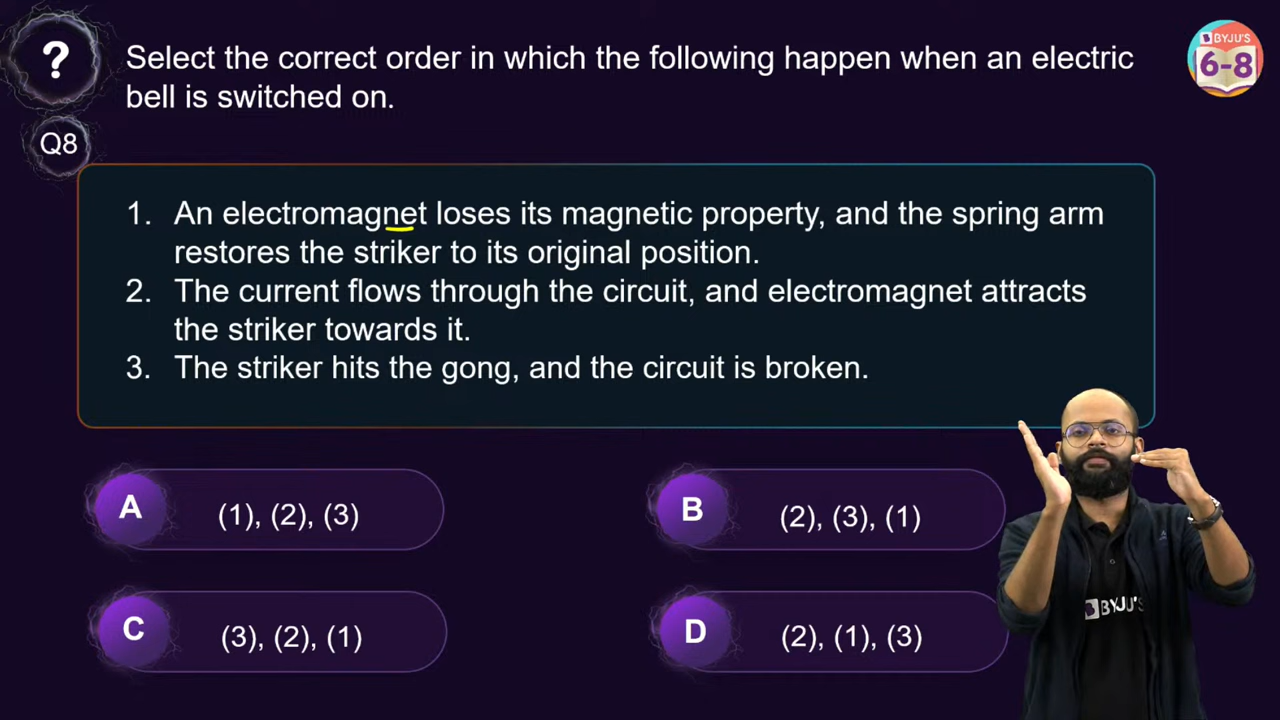 ?
Select the correct order in which the following happen when an electric
bell is switched on.
BYJU'S
6-8
Q8
1. An electromagnet loses its magnetic property, and the spring arm
restores the striker to its original position.
2. The current flows through the circuit, and electromagnet attracts
the striker towards it.
3. The striker hits the gong, and the circuit is broken.
A (1), (2), (3)
B (2), (3), (1)
C (3), (2), (1)
D (2), (1), (3)
BYJU'S